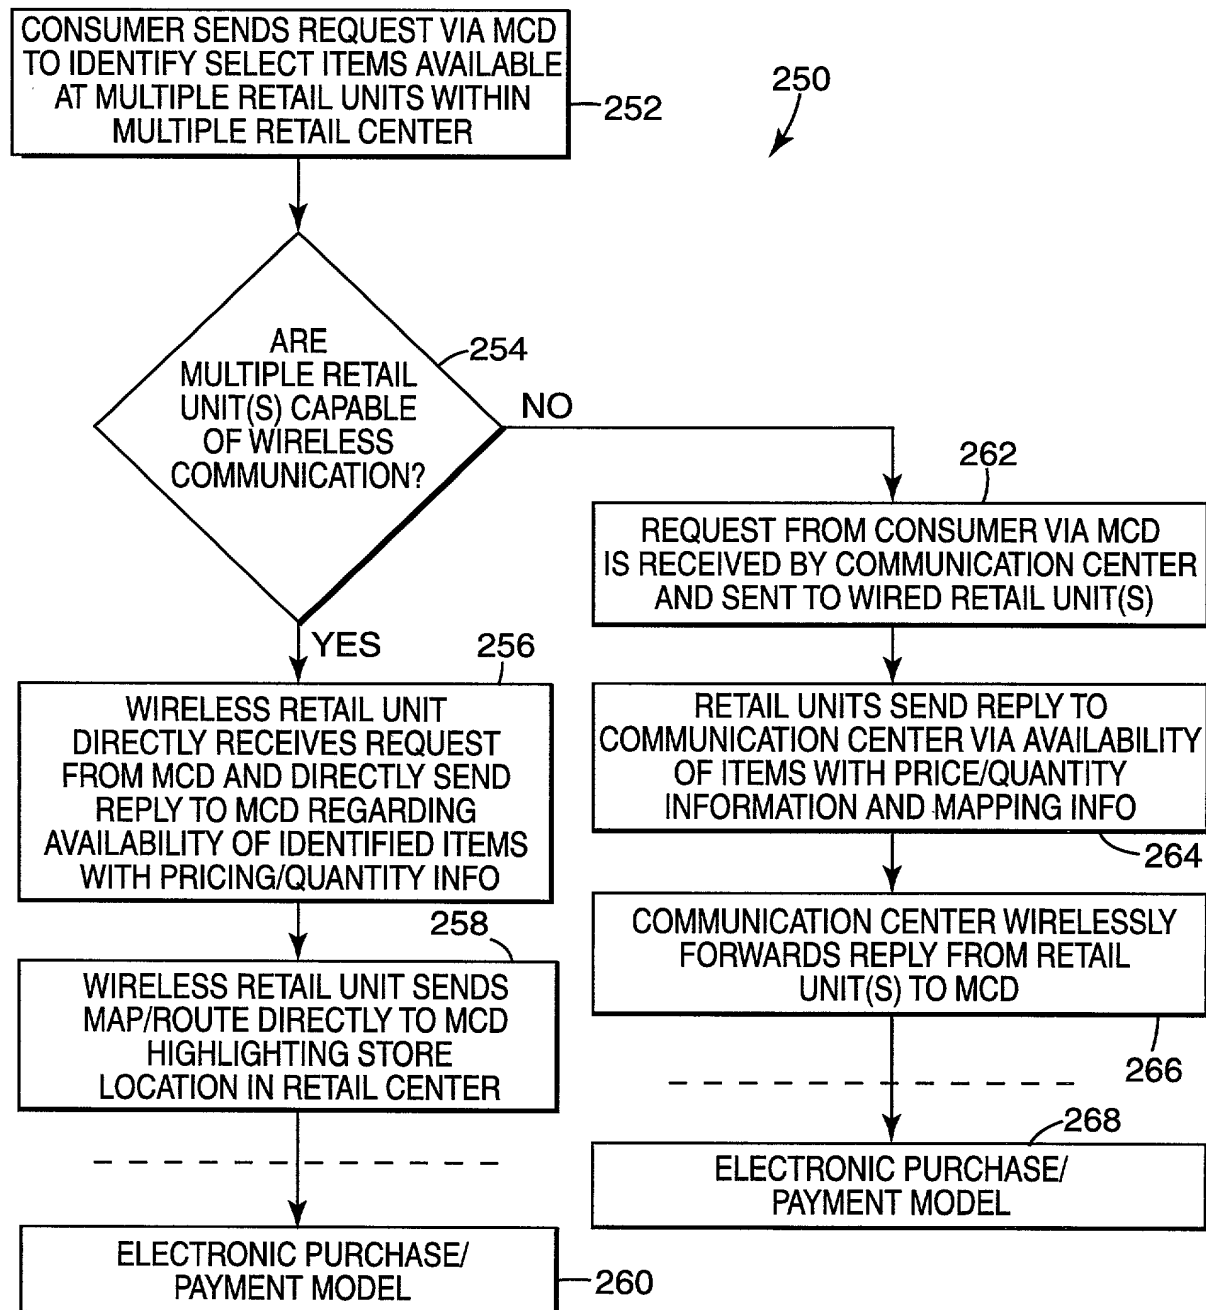 CONSUMER SENDS REQUEST VIA MCD
TO IDENTIFY SELECT ITEMS AVAILABLE
AT MULTIPLE RETAIL UNITS WITHIN
MULTIPLE RETAIL CENTER
252
250
ARE
MULTIPLE RETAIL
UNIT(S) CAPABLE
OF WIRELESS
COMMUNICATION?
254
NO
YES
256
WIRELESS RETAIL UNIT
DIRECTLY RECEIVES REQUEST
FROM MCD AND DIRECTLY SEND
REPLY TO MCD REGARDING
AVAILABILITY OF IDENTIFIED ITEMS
WITH PRICING/QUANTITY INFO
258
WIRELESS RETAIL UNIT SENDS
MAP/ROUTE DIRECTLY TO MCD
HIGHLIGHTING STORE
LOCATION IN RETAIL CENTER
ELECTRONIC PURCHASE/
PAYMENT MODEL
260
262
REQUEST FROM CONSUMER VIA MCD
IS RECEIVED BY COMMUNICATION CENTER
AND SENT TO WIRED RETAIL UNIT(S)
RETAIL UNITS SEND REPLY TO
COMMUNICATION CENTER VIA AVAILABILITY
OF ITEMS WITH PRICE/QUANTITY
INFORMATION AND MAPPING INFO
264
COMMUNICATION CENTER WIRELESSLY
FORWARDS REPLY FROM RETAIL
UNIT(S) TO MCD
266
268
ELECTRONIC PURCHASE/
PAYMENT MODEL